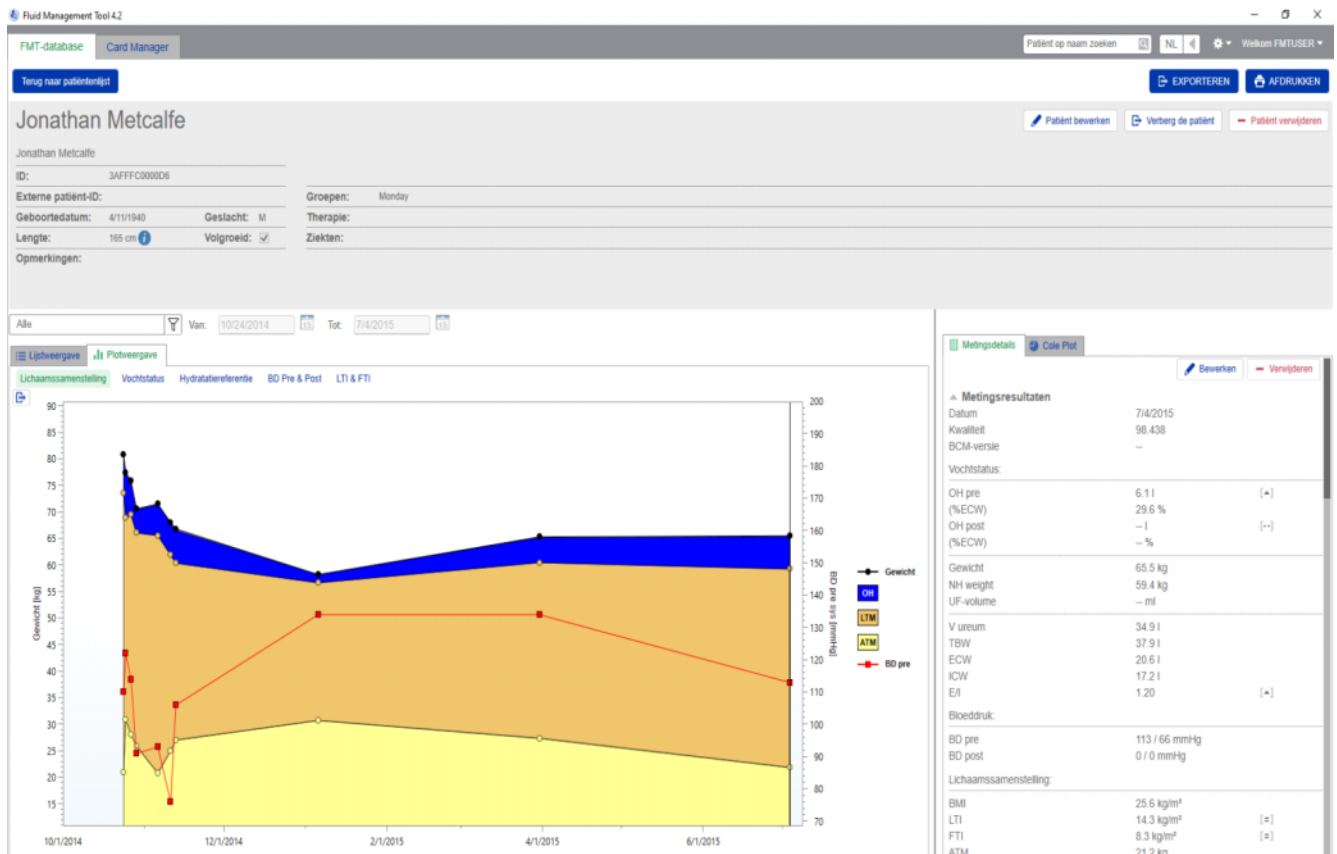 Fluid Management Tool 4.2
FMT-database Card Manager Patiënt op naam zoeken NL Welkom FMTUSER
Terug naar patiëntenlijst EXPORTEREN AFDRUKKEN
Jonathan Metcalfe Patiënt bewerken Verberg de patiënt Patiënt verwijderen
Jonathan Metcalfe
ID: 3AFFFC0000D6
Externe patiënt-ID: Groepen: Monday
Geboortedatum: 4/11/1940 Geslacht: M Therapie:
Lengte: 165 cm Volgroeid: Ziekten:
Opmerkingen:
Alle Van: 10/24/2014 Tot: 7/4/2015
Lijstweergave Plotweergave
Lichaamssamenstelling Vochtstatus Hydratatiereferentie BD Pre & Post LTI & FTI
90
85
80
75
70
65
60
55
50
45
40
35
30
25
20
15
Gewicht [kg]
200
190
180
170
160
150
140
130
120
110
100
90
80
70
BD pre sys [mmHg]
10/1/2014 12/1/2014 2/1/2015 4/1/2015 6/1/2015
Gewicht
OH
LTM
ATM
BD pre
Metingsdetails Cole Plot
Bewerken Verwijderen
Metingsresultaten
Datum 7/4/2015
Kwaliteit 98.438
BCM-versie --
Vochtstatus:
OH pre 6.1 l [▲]
(%ECW) 29.6 %
OH post -- l [--]
(%ECW) -- %
Gewicht 65.5 kg
NH weight 59.4 kg
UF-volume -- ml
V ureum 34.9 l
TBW 37.9 l
ECW 20.6 l
ICW 17.2 l
E/I 1.20 [▲]
Bloeddruk:
BD pre 113 / 66 mmHg
BD post 0 / 0 mmHg
Lichaamssamenstelling:
BMI 25.6 kg/m²
LTI 14.3 kg/m² [=]
FTI 8.3 kg/m² [=]
ATM 21.2 kg